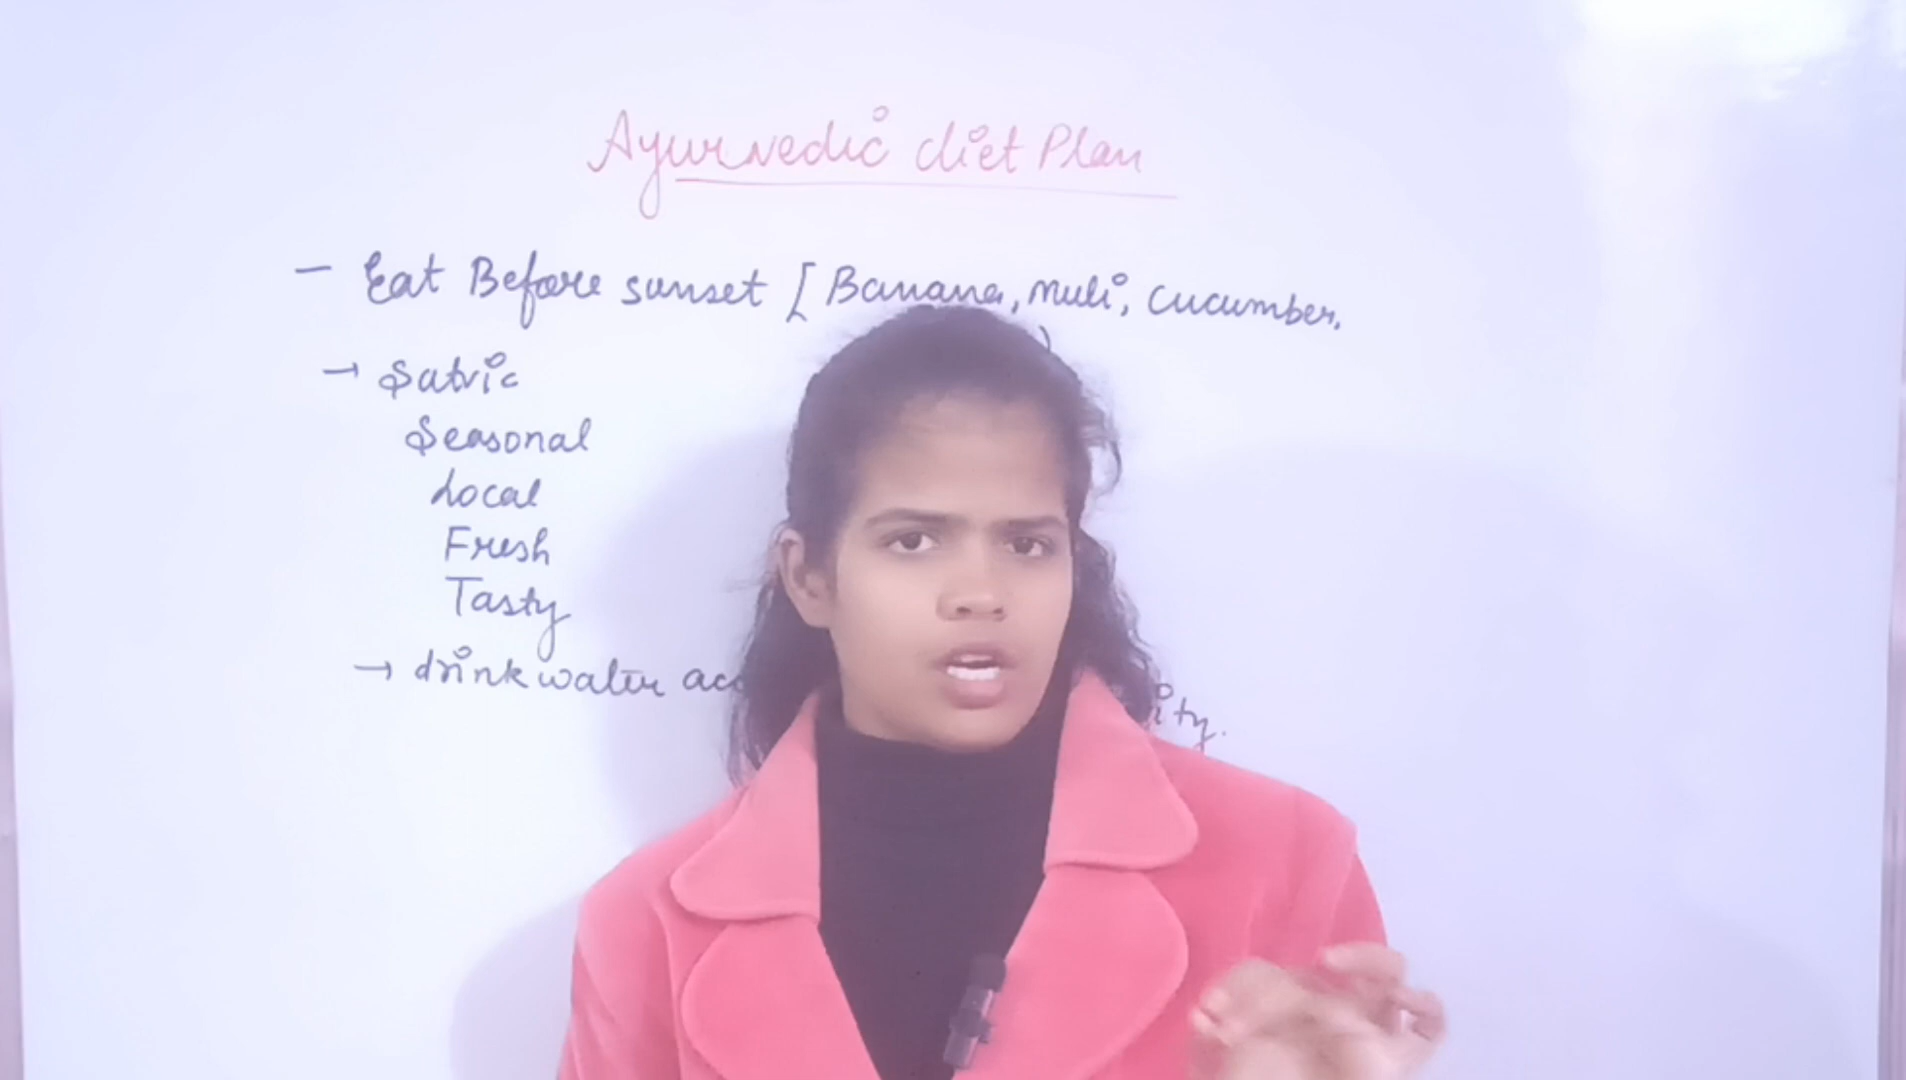 Ayurvedic diet Plan
- Eat Before sunset [Banana, muli, cucumber,
→ Satvic
Seasonal
Local
Fresh
Tasty
→ drink water